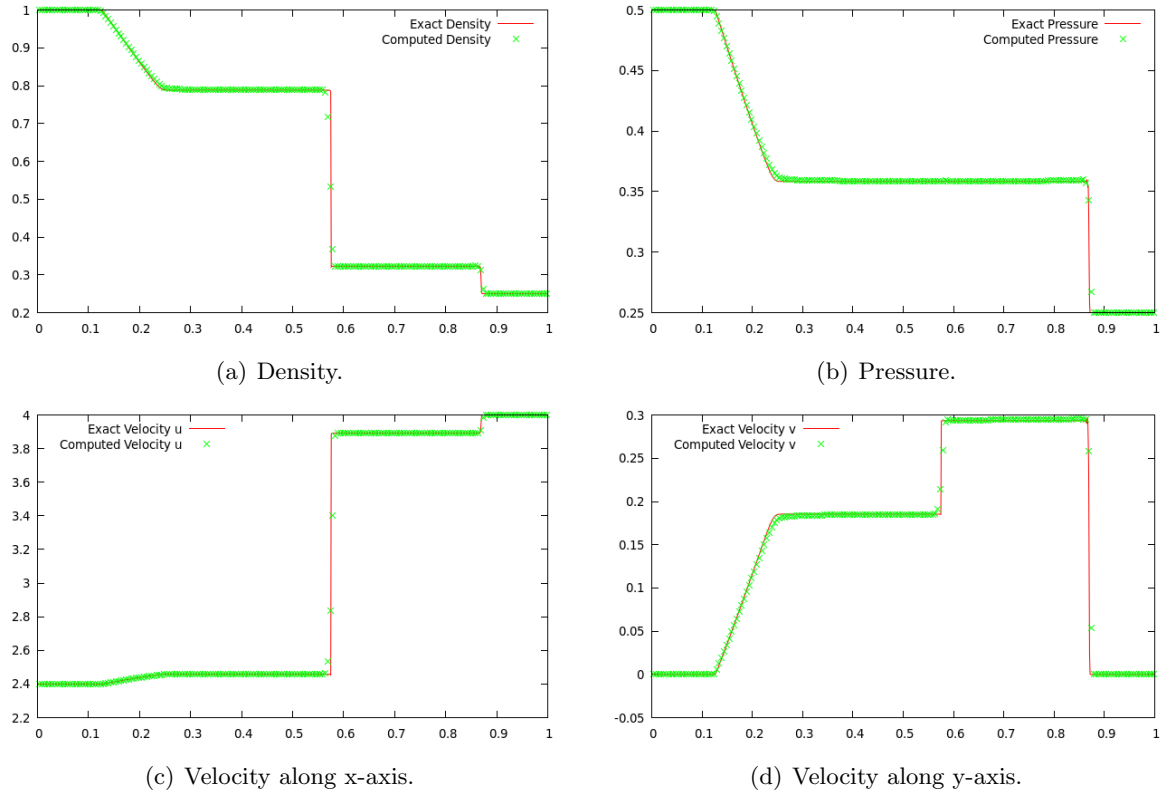 1
0.9
0.8
0.7
0.6
0.5
0.4
0.3
0.2
0 0.1 0.2 0.3 0.4 0.5 0.6 0.7 0.8 0.9 1
Exact Density
Computed Density
(a) Density.
0.5
0.45
0.4
0.35
0.3
0.25
0 0.1 0.2 0.3 0.4 0.5 0.6 0.7 0.8 0.9 1
Exact Pressure
Computed Pressure
(b) Pressure.
4
3.8
3.6
3.4
3.2
3
2.8
2.6
2.4
2.2
0 0.1 0.2 0.3 0.4 0.5 0.6 0.7 0.8 0.9 1
Exact Velocity u
Computed Velocity u
(c) Velocity along x-axis.
0.3
0.25
0.2
0.15
0.1
0.05
0
-0.05
0 0.1 0.2 0.3 0.4 0.5 0.6 0.7 0.8 0.9 1
Exact Velocity v
Computed Velocity v
(d) Velocity along y-axis.